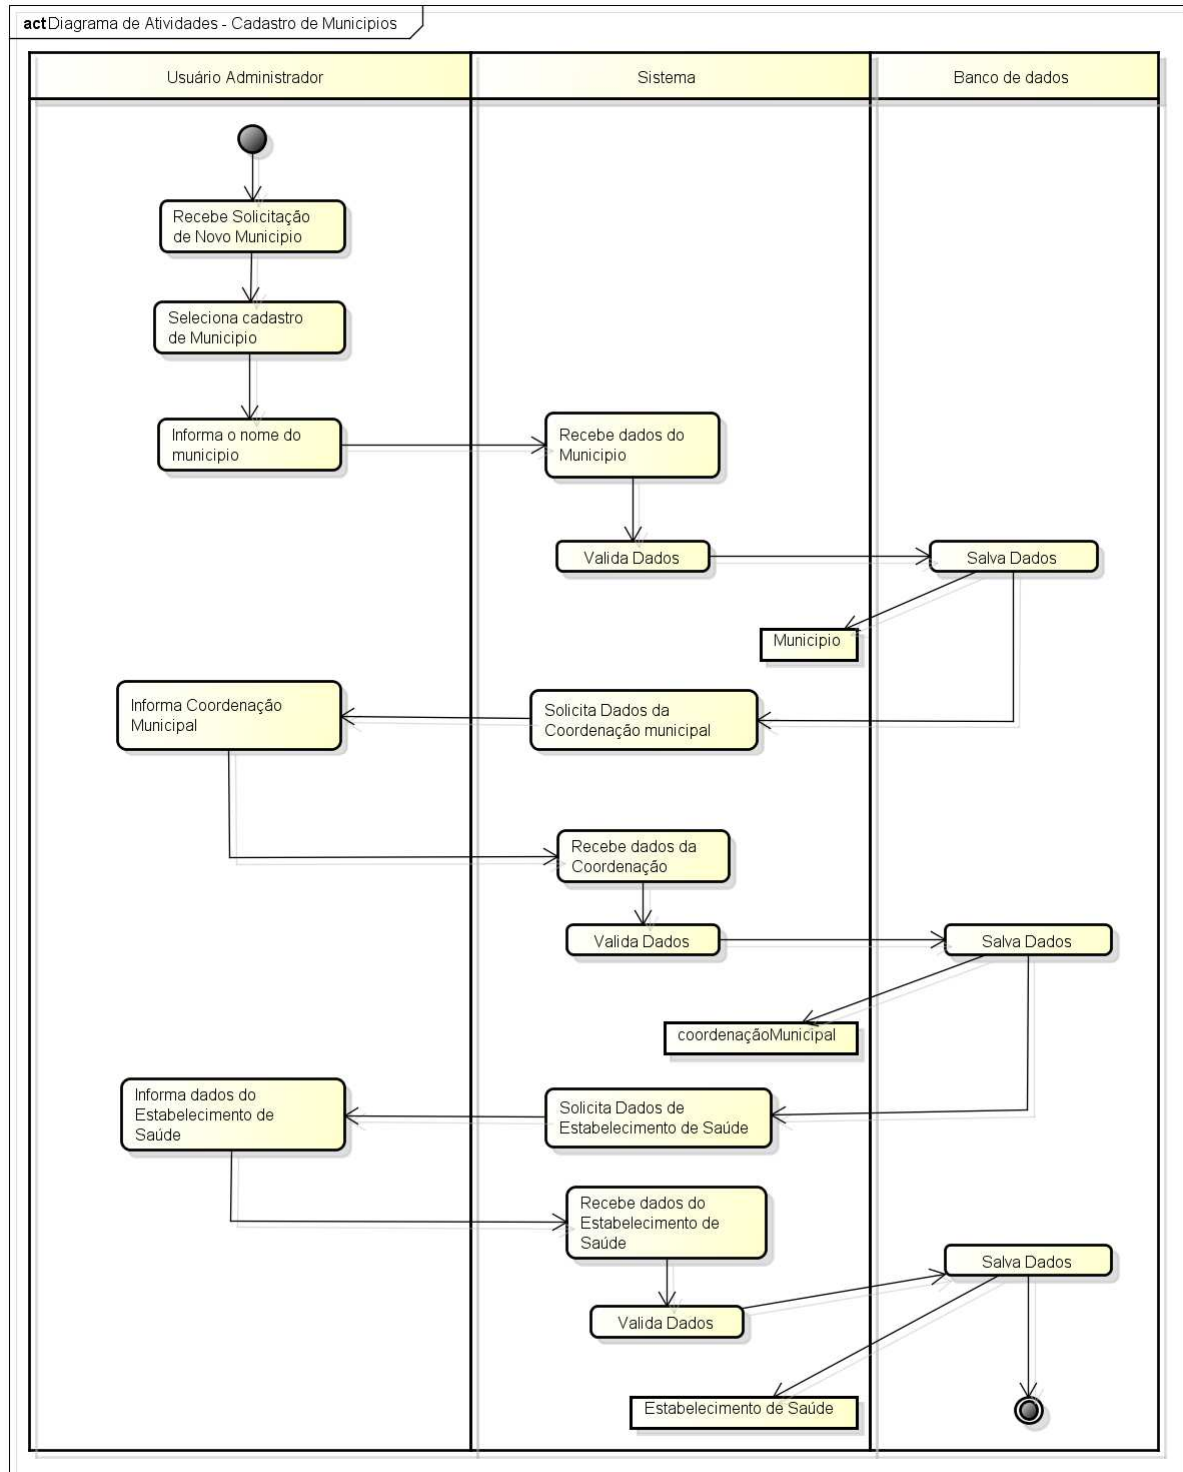 act Diagrama de Atividades - Cadastro de Municipios
Usuário Administrador
Sistema
Banco de dados
Recebe Solicitação
de Novo Municipio
Seleciona cadastro
de Municipio
Informa o nome do
municipio
Recebe dados do
Municipio
Valida Dados
Salva Dados
Municipio
Informa Coordenação
Municipal
Solicita Dados da
Coordenação municipal
Recebe dados da
Coordenação
Valida Dados
Salva Dados
coordenaçãoMunicipal
Informa dados do
Estabelecimento de
Saúde
Solicita Dados de
Estabelecimento de Saúde
Recebe dados do
Estabelecimento de
Saúde
Salva Dados
Valida Dados
Estabelecimento de Saúde